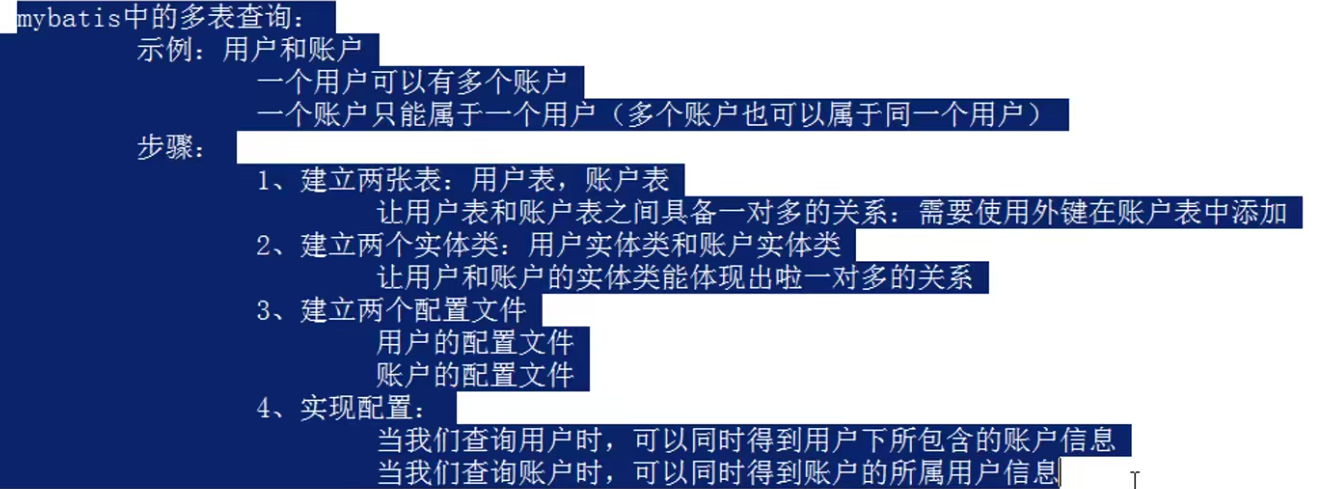 mybatis中的多表查询：
示例：用户和账户
一个用户可以有多个账户
一个账户只能属于一个用户（多个账户也可以属于同一个用户）
步骤：
1、建立两张表：用户表，账户表
让用户表和账户表之间具备一对多的关系：需要使用外键在账户表中添加
2、建立两个实体类：用户实体类和账户实体类
让用户和账户的实体类能体现出啦一对多的关系
3、建立两个配置文件
用户的配置文件
账户的配置文件
4、实现配置：
当我们查询用户时，可以同时得到用户下所包含的账户信息
当我们查询账户时，可以同时得到账户的所属用户信息